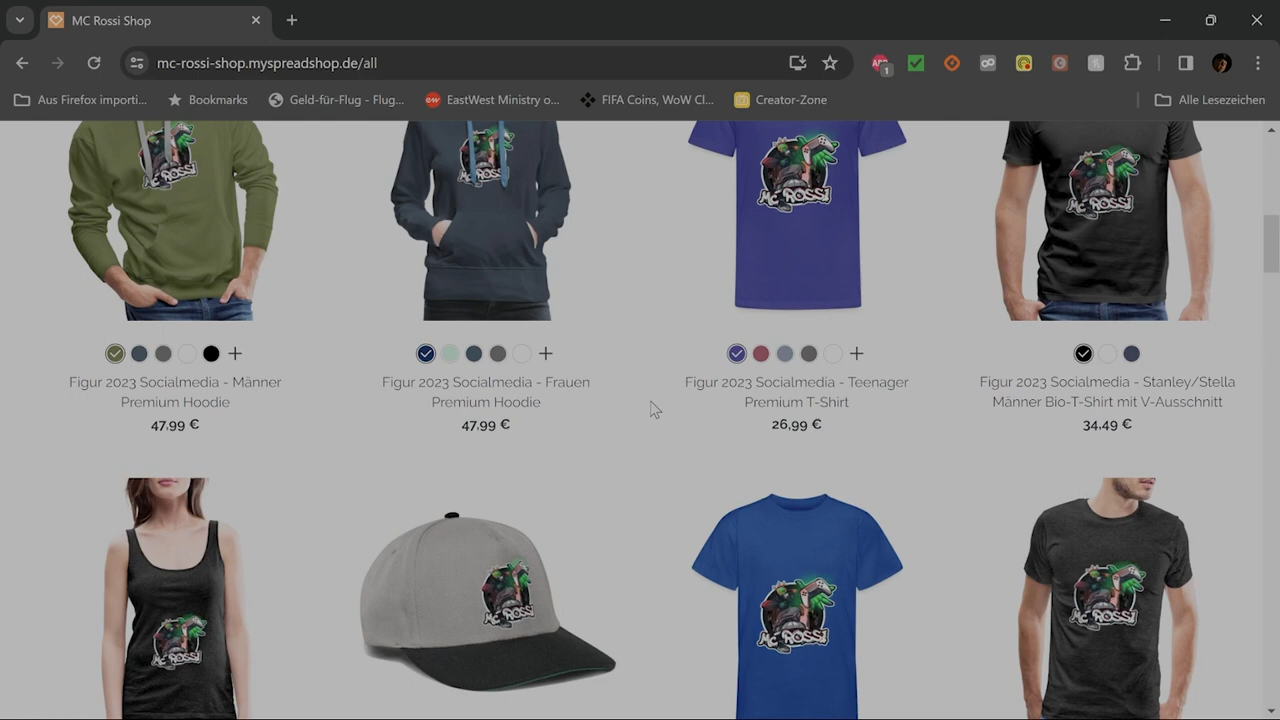 MC Rossi Shop
mc-rossi-shop.myspreadshop.de/all
1
Aus Firefox importi...
Bookmarks
Geld-für-Flug - Flug...
EastWest Ministry o...
FIFA Coins, WoW Cl...
Creator-Zone
Alle Lesezeichen
MC ROSSI
MC ROSSI
MC ROSSI
MC ROSSI
Figur 2023 Socialmedia - Männer
Premium Hoodie
47,99 €
Figur 2023 Socialmedia - Frauen
Premium Hoodie
47,99 €
Figur 2023 Socialmedia - Teenager
Premium T-Shirt
26,99 €
Figur 2023 Socialmedia - Stanley/Stella
Männer Bio-T-Shirt mit V-Ausschnitt
34,49 €
MC ROSSI
MC ROSSI
MC ROSSI
MC ROSSI